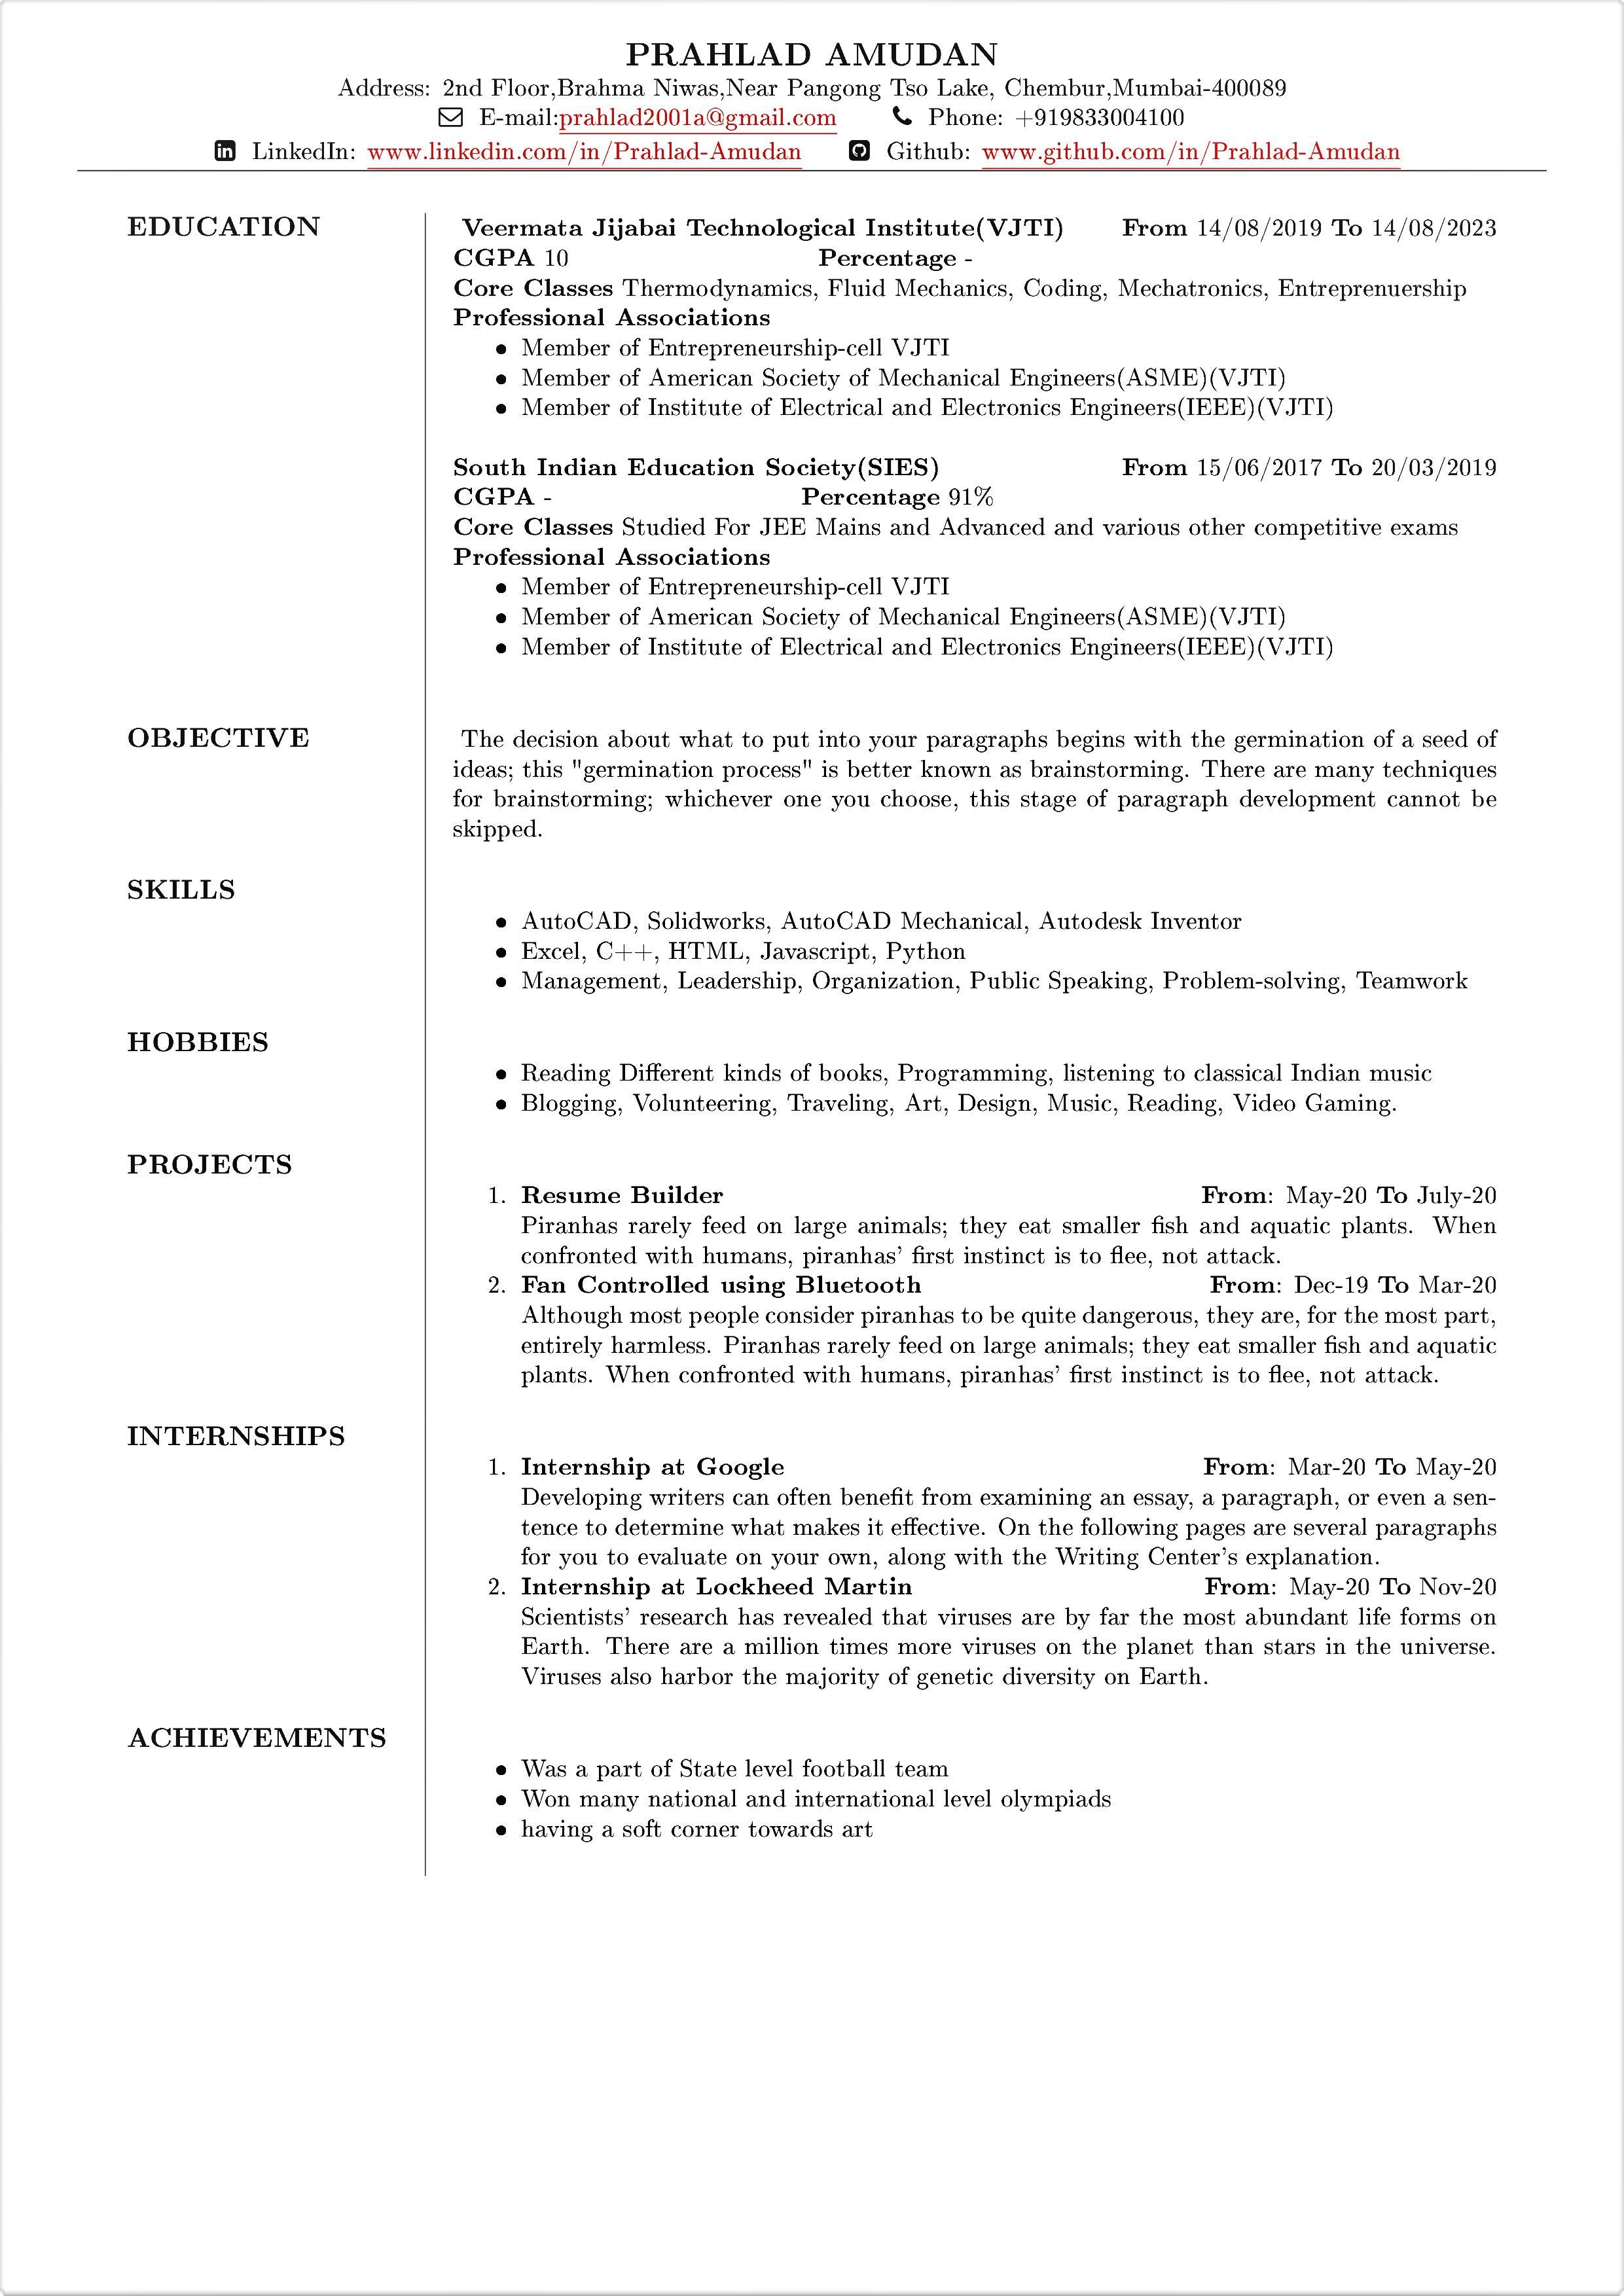 PRAHLAD AMUDAN
Address: 2nd Floor,Brahma Niwas,Near Pangong Tso Lake, Chembur,Mumbai-400089
E-mail:prahlad2001a@gmail.com Phone: +919833004100
LinkedIn: www.linkedin.com/in/Prahlad-Amudan Github: www.github.com/in/Prahlad-Amudan
EDUCATION
Veermata Jijabai Technological Institute(VJTI) From 14/08/2019 To 14/08/2023
CGPA 10 Percentage -
Core Classes Thermodynamics, Fluid Mechanics, Coding, Mechatronics, Entreprenuership
Professional Associations
• Member of Entrepreneurship-cell VJTI
• Member of American Society of Mechanical Engineers(ASME)(VJTI)
• Member of Institute of Electrical and Electronics Engineers(IEEE)(VJTI)
South Indian Education Society(SIES) From 15/06/2017 To 20/03/2019
CGPA - Percentage 91%
Core Classes Studied For JEE Mains and Advanced and various other competitive exams
Professional Associations
• Member of Entrepreneurship-cell VJTI
• Member of American Society of Mechanical Engineers(ASME)(VJTI)
• Member of Institute of Electrical and Electronics Engineers(IEEE)(VJTI)
OBJECTIVE
The decision about what to put into your paragraphs begins with the germination of a seed of
ideas; this "germination process" is better known as brainstorming. There are many techniques
for brainstorming; whichever one you choose, this stage of paragraph development cannot be
skipped.
SKILLS
• AutoCAD, Solidworks, AutoCAD Mechanical, Autodesk Inventor
• Excel, C++, HTML, Javascript, Python
• Management, Leadership, Organization, Public Speaking, Problem-solving, Teamwork
HOBBIES
• Reading Different kinds of books, Programming, listening to classical Indian music
• Blogging, Volunteering, Traveling, Art, Design, Music, Reading, Video Gaming.
PROJECTS
1. Resume Builder From: May-20 To July-20
Piranhas rarely feed on large animals; they eat smaller fish and aquatic plants. When
confronted with humans, piranhas' first instinct is to flee, not attack.
2. Fan Controlled using Bluetooth From: Dec-19 To Mar-20
Although most people consider piranhas to be quite dangerous, they are, for the most part,
entirely harmless. Piranhas rarely feed on large animals; they eat smaller fish and aquatic
plants. When confronted with humans, piranhas' first instinct is to flee, not attack.
INTERNSHIPS
1. Internship at Google From: Mar-20 To May-20
Developing writers can often benefit from examining an essay, a paragraph, or even a sen-
tence to determine what makes it effective. On the following pages are several paragraphs
for you to evaluate on your own, along with the Writing Center's explanation.
2. Internship at Lockheed Martin From: May-20 To Nov-20
Scientists' research has revealed that viruses are by far the most abundant life forms on
Earth. There are a million times more viruses on the planet than stars in the universe.
Viruses also harbor the majority of genetic diversity on Earth.
ACHIEVEMENTS
• Was a part of State level football team
• Won many national and international level olympiads
• having a soft corner towards art